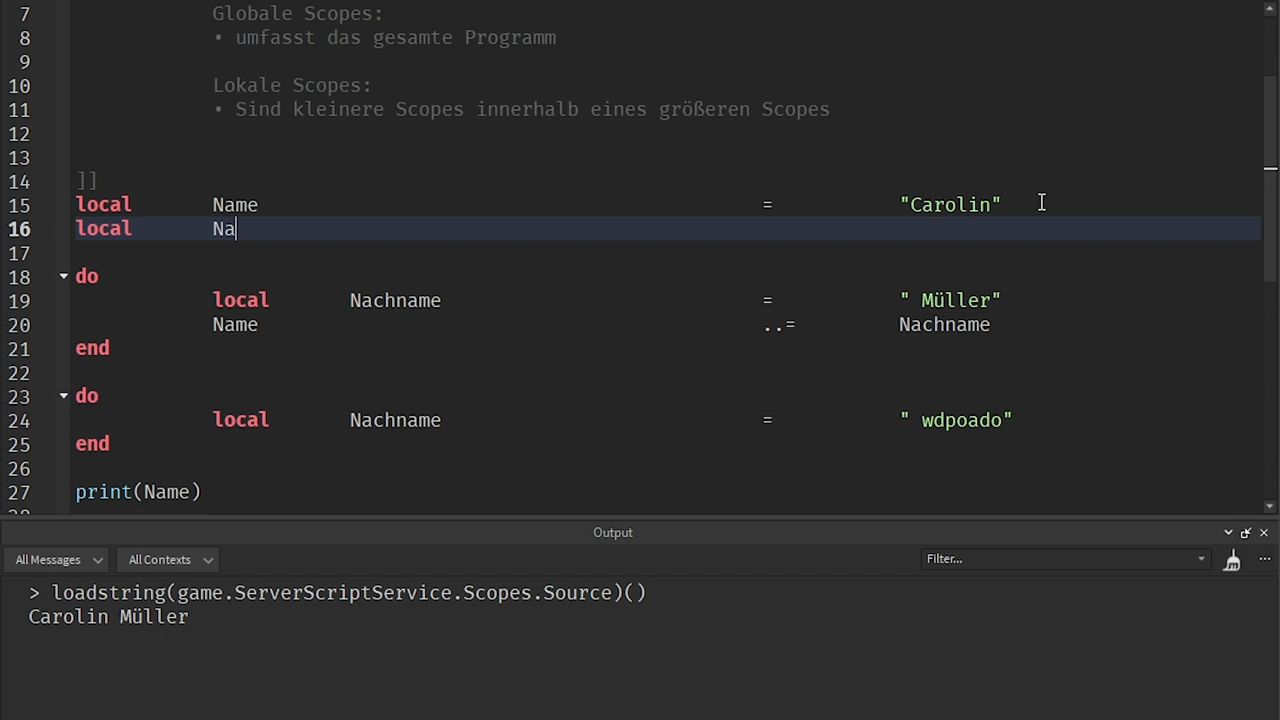 7 Globale Scopes:
8 • umfasst das gesamte Programm
9
10 Lokale Scopes:
11 • Sind kleinere Scopes innerhalb eines größeren Scopes
12
13
14 ]]
15 local Name = "Carolin"
16 local Na
17
18 do
19 local Nachname = " Müller"
20 Name ..= Nachname
21 end
22
23 do
24 local Nachname = " wdpoado"
25 end
26
27 print(Name)
Output
All Messages All Contexts Filter... ...
> loadstring(game.ServerScriptService.Scopes.Source)()
Carolin Müller